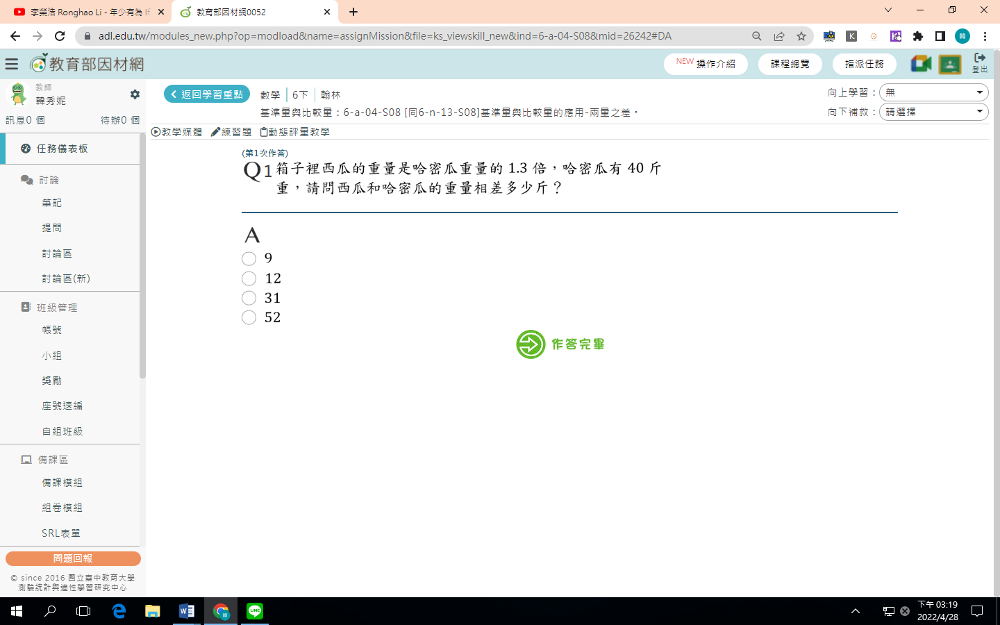 李榮浩 Ronghao Li - 年少有為 If
教育部因材網0052
adl.edu.tw/modules_new.php?op=modload&name=assignMission&file=ks_viewskill_new&ind=6-a-04-S08&mid=26242#DA
教育部因材網
NEW 操作介紹
課程總覽
指派任務
登出
教師
韓秀妮
訊息0 個 待辦0 個
任務儀表板
討論
筆記
提問
討論區
討論區(新)
班級管理
帳號
小組
獎勵
座號速編
自組班級
備課區
備課模組
組卷模組
SRL表單
問題回報
© since 2016 國立臺中教育大學
測驗統計與適性學習研究中心
返回學習重點
數學 6下 翰林
基準量與比較量：6-a-04-S08 [同6-n-13-S08]基準量與比較量的應用-兩量之差。
向上學習： 無
向下補救： 請選擇
教學媒體 練習題 動態評量教學
(第1次作答)
Q1 箱子裡西瓜的重量是哈密瓜重量的 1.3 倍，哈密瓜有 40 斤
重，請問西瓜和哈密瓜的重量相差多少斤？
A
9
12
31
52
作答完畢
K
韓
LINE
下午 03:19
2022/4/28